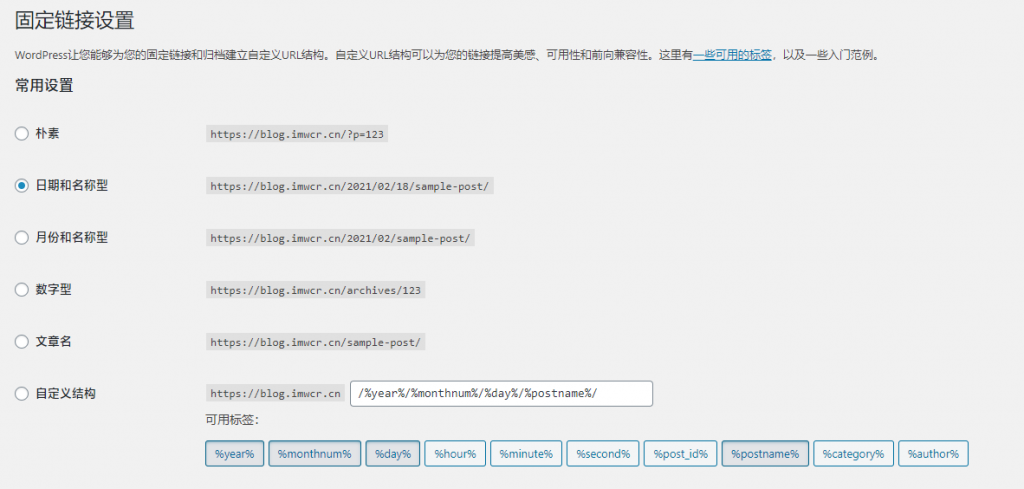 固定链接设置
WordPress让您能够为您的固定链接和归档建立自定义URL结构。自定义URL结构可以为您的链接提高美感、可用性和前向兼容性。这里有一些可用的标签，以及一些入门范例。
常用设置
朴素 https://blog.imwcr.cn/?p=123
日期和名称型 https://blog.imwcr.cn/2021/02/18/sample-post/
月份和名称型 https://blog.imwcr.cn/2021/02/sample-post/
数字型 https://blog.imwcr.cn/archives/123
文章名 https://blog.imwcr.cn/sample-post/
自定义结构 https://blog.imwcr.cn /%year%/%monthnum%/%day%/%postname%/
可用标签：
%year% %monthnum% %day% %hour% %minute% %second% %post_id% %postname% %category% %author%